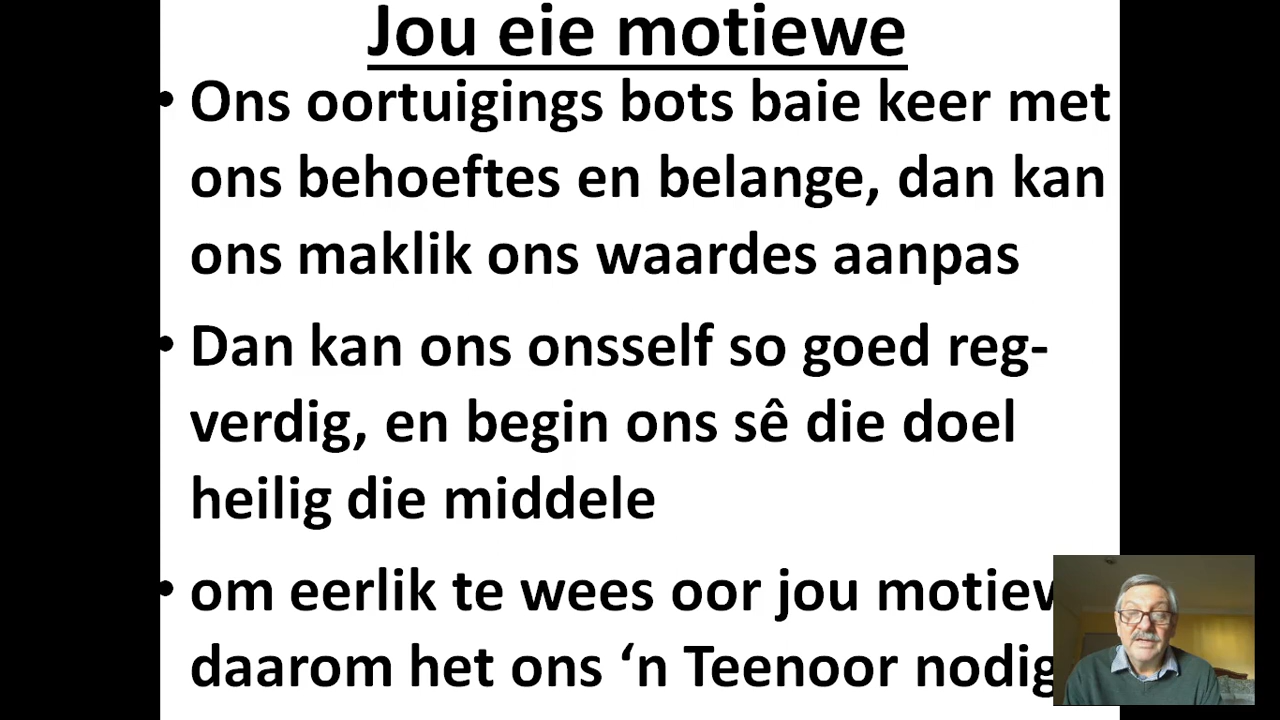 Jou eie motiewe
• Ons oortuigings bots baie keer met
ons behoeftes en belange, dan kan
ons maklik ons waardes aanpas
• Dan kan ons onsself so goed reg-
verdig, en begin ons sê die doel
heilig die middele
• om eerlik te wees oor jou
daarom het ons ‘n Teenoor nodig